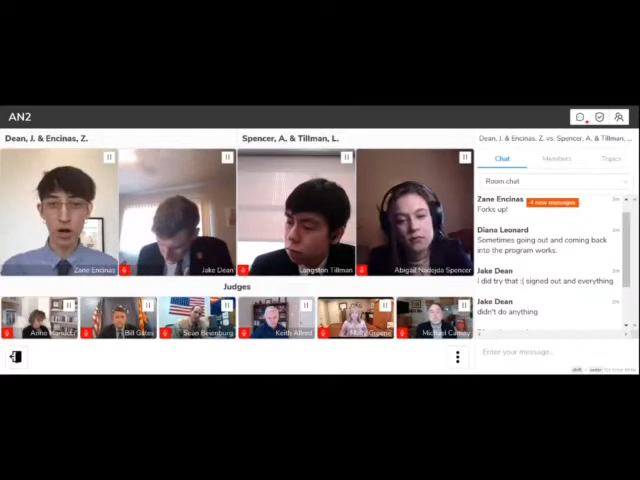 AN2
Dean, J. & Encinas, Z.
Spencer, A. & Tillman, L.
Dean, J. & Encinas, Z. vs. Spencer, A. & Tillman, ...
Chat
Members
Topics
Room chat
Zane Encinas
4 new messages
Forks up!
Diana Leonard
Sometimes going out and coming back
into the program works.
Jake Dean
I did try that :( signed out and everything
Jake Dean
didn't do anything
Zane Encinas
Jake Dean
Langston Tillman
Abigail Nadejda Spencer
Judges
Bill Gates
Sean Beienburg
Keith Allred
Enter your message...